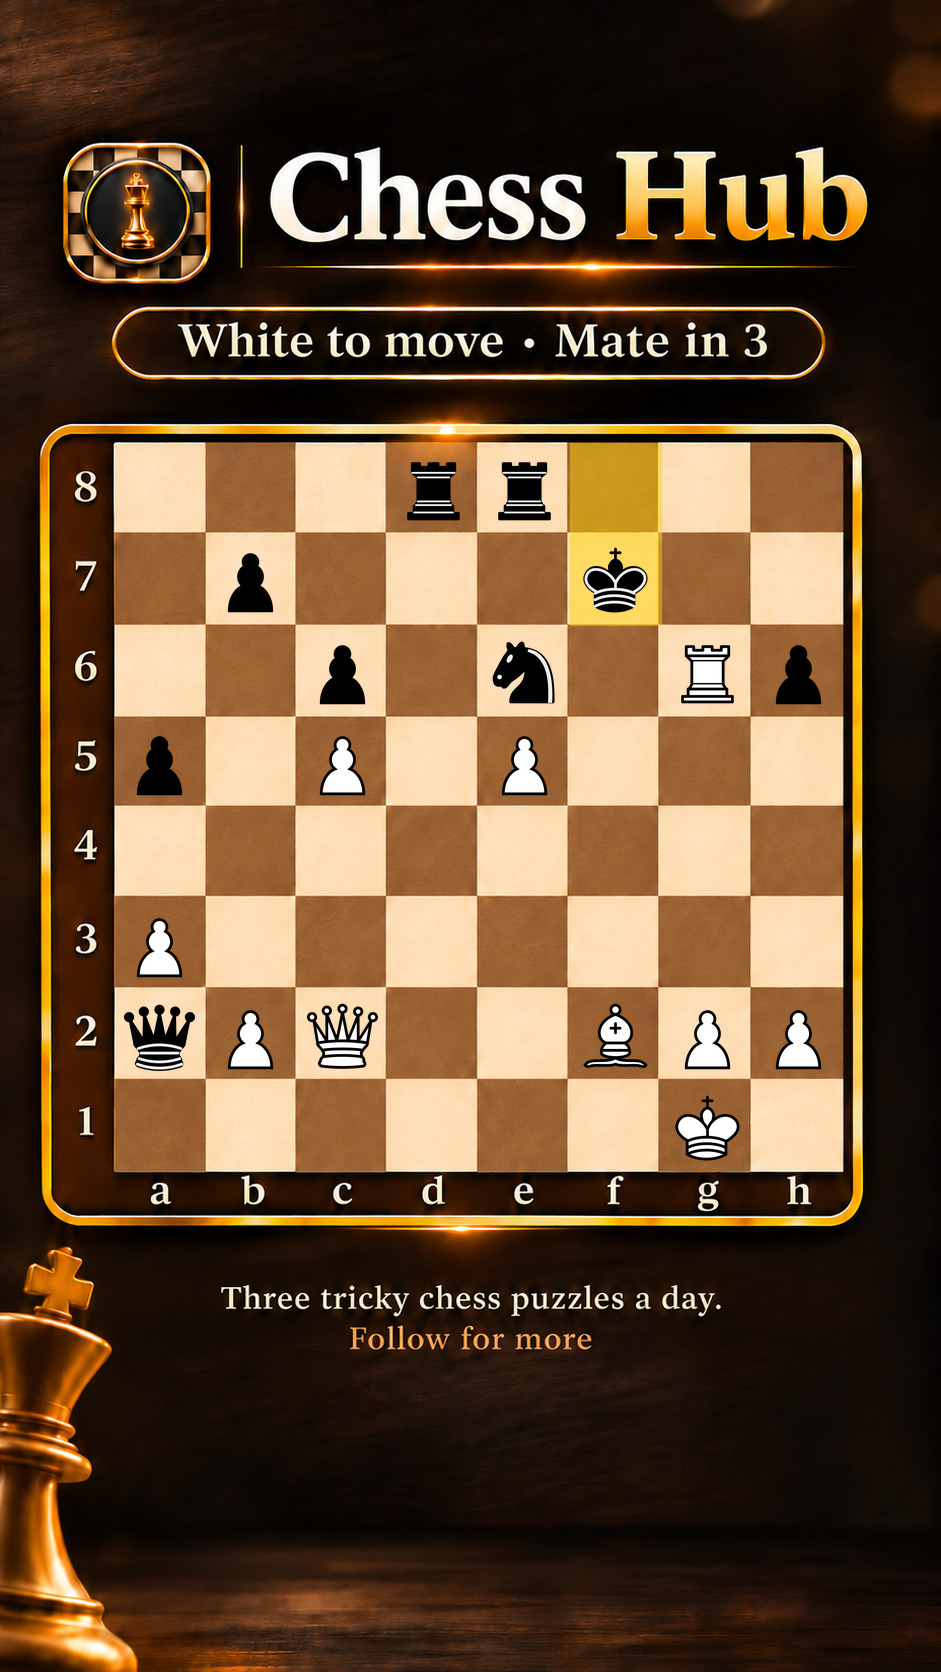 Chess Hub
White to move • Mate in 3
8
7
6
5
4
3
2
1
a b c d e f g h
Three tricky chess puzzles a day.
Follow for more